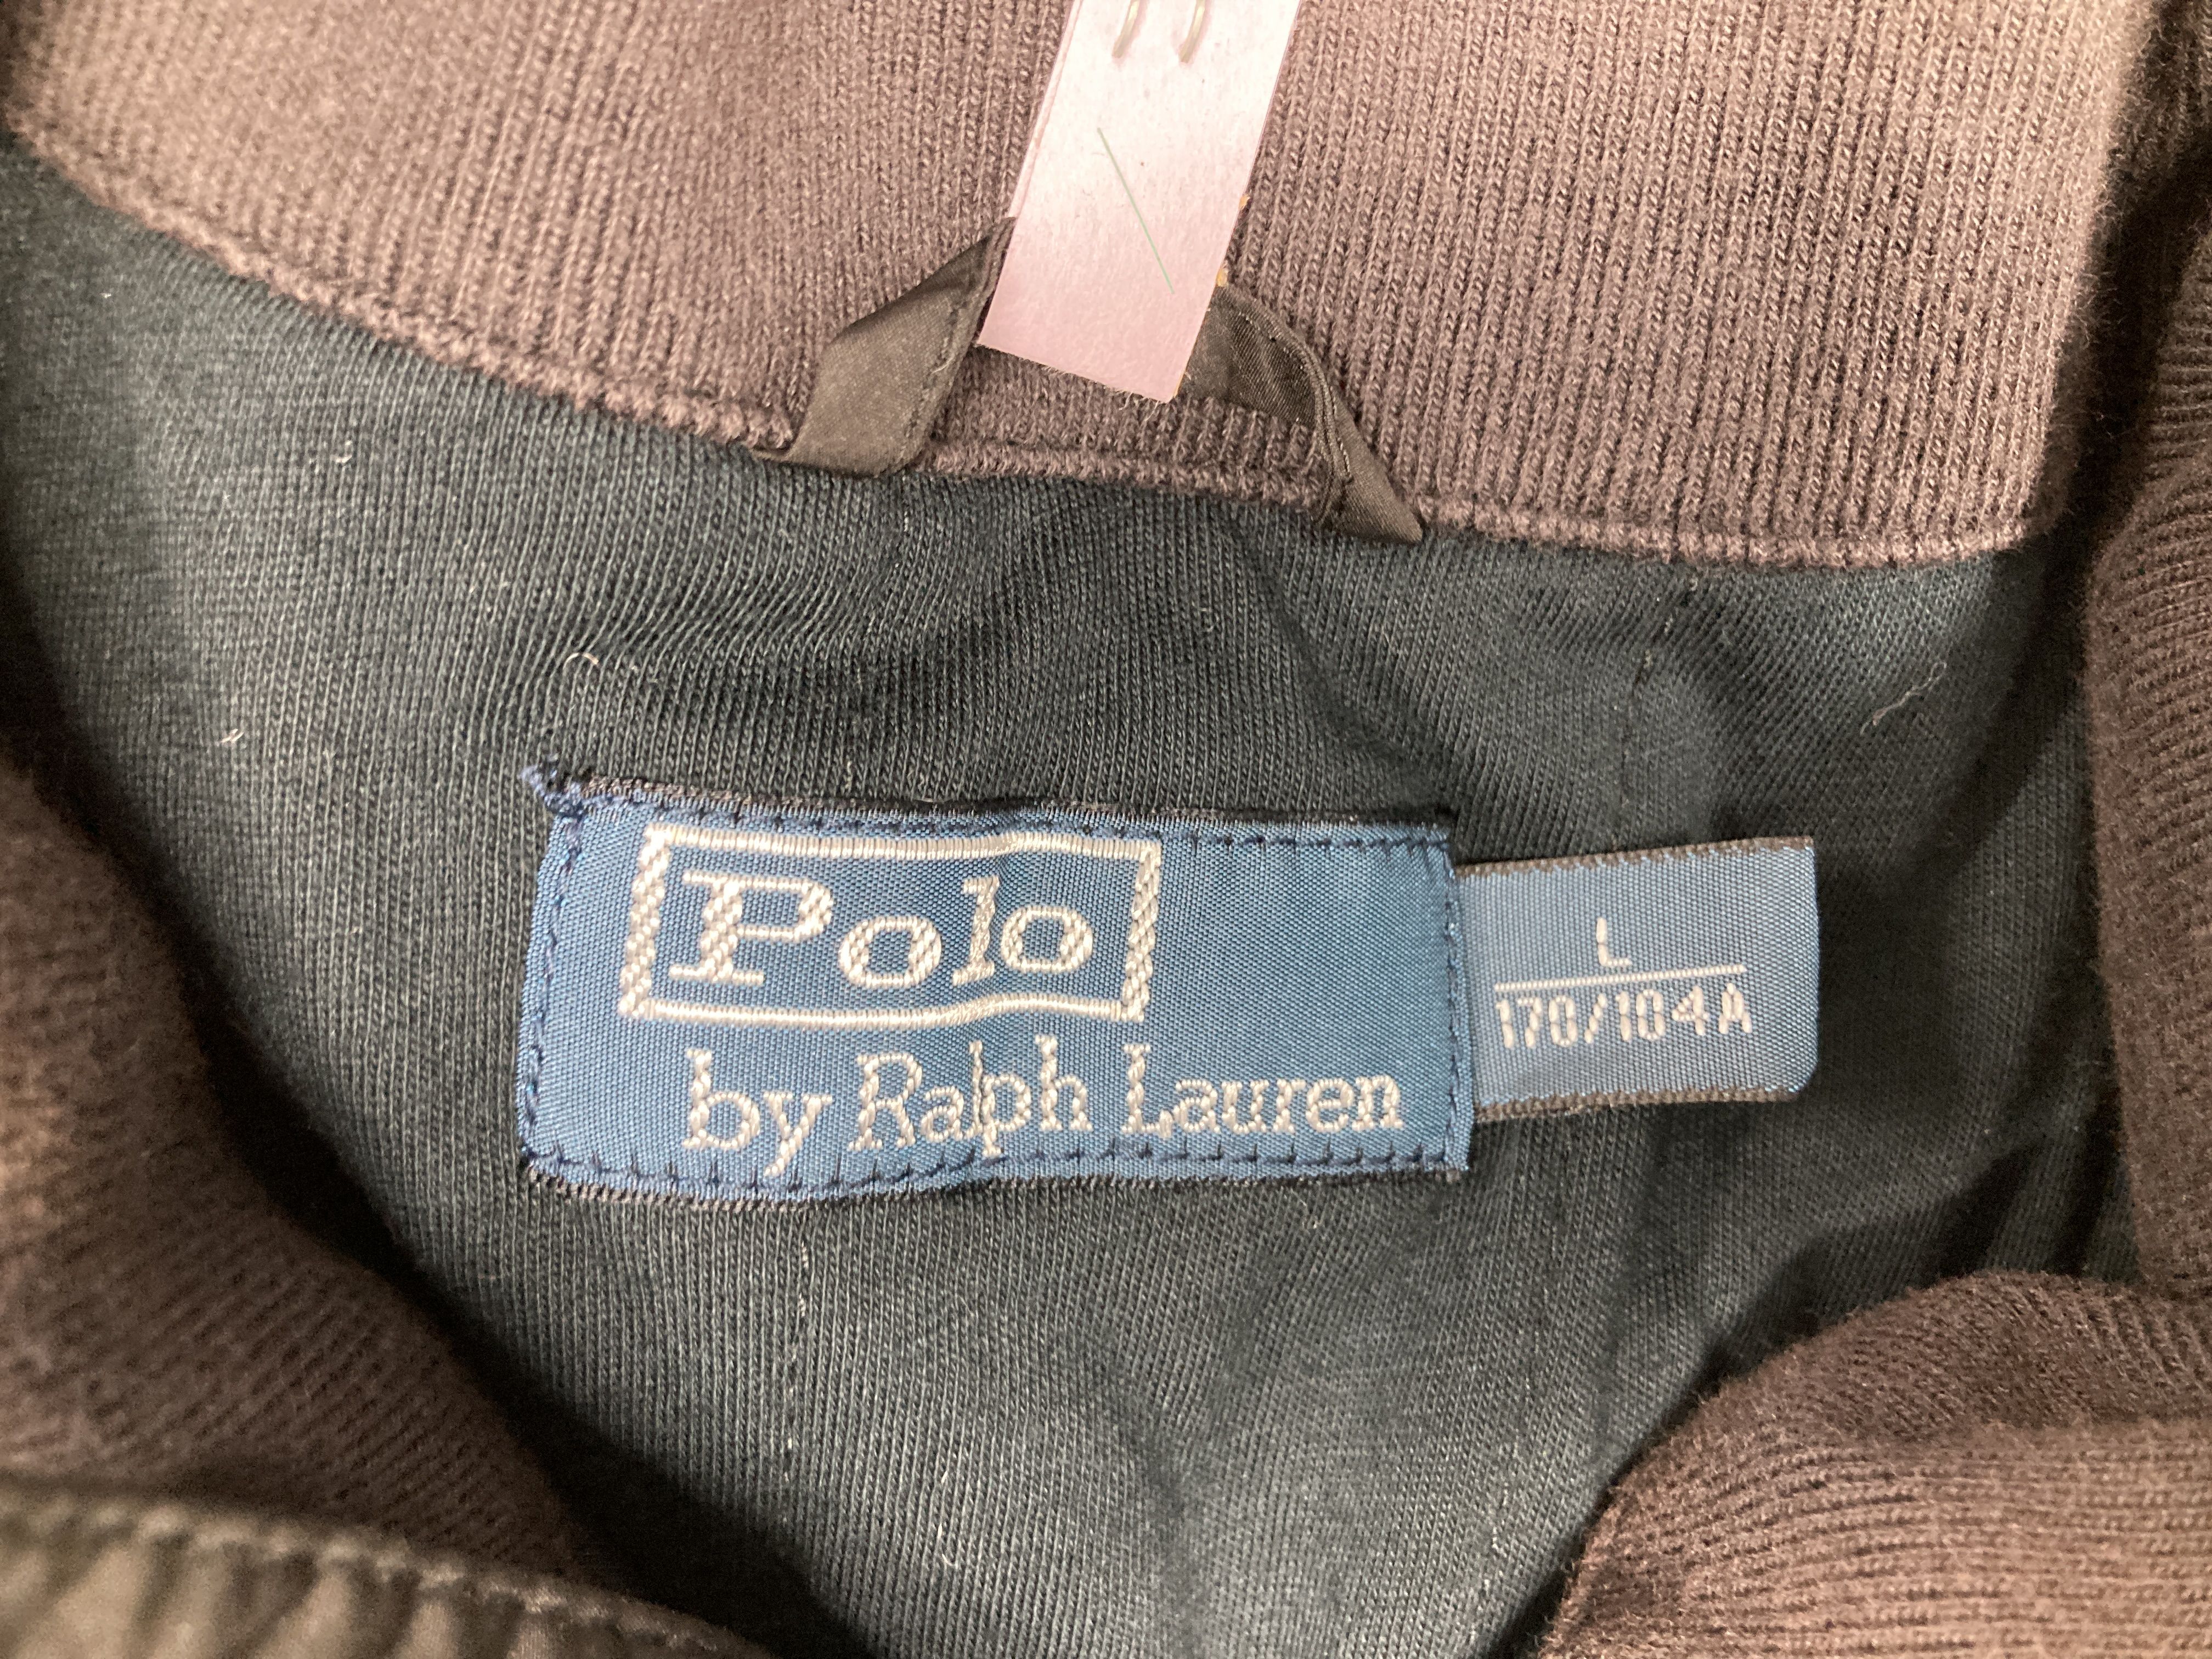 Polo
by Ralph Lauren
L
170/104A